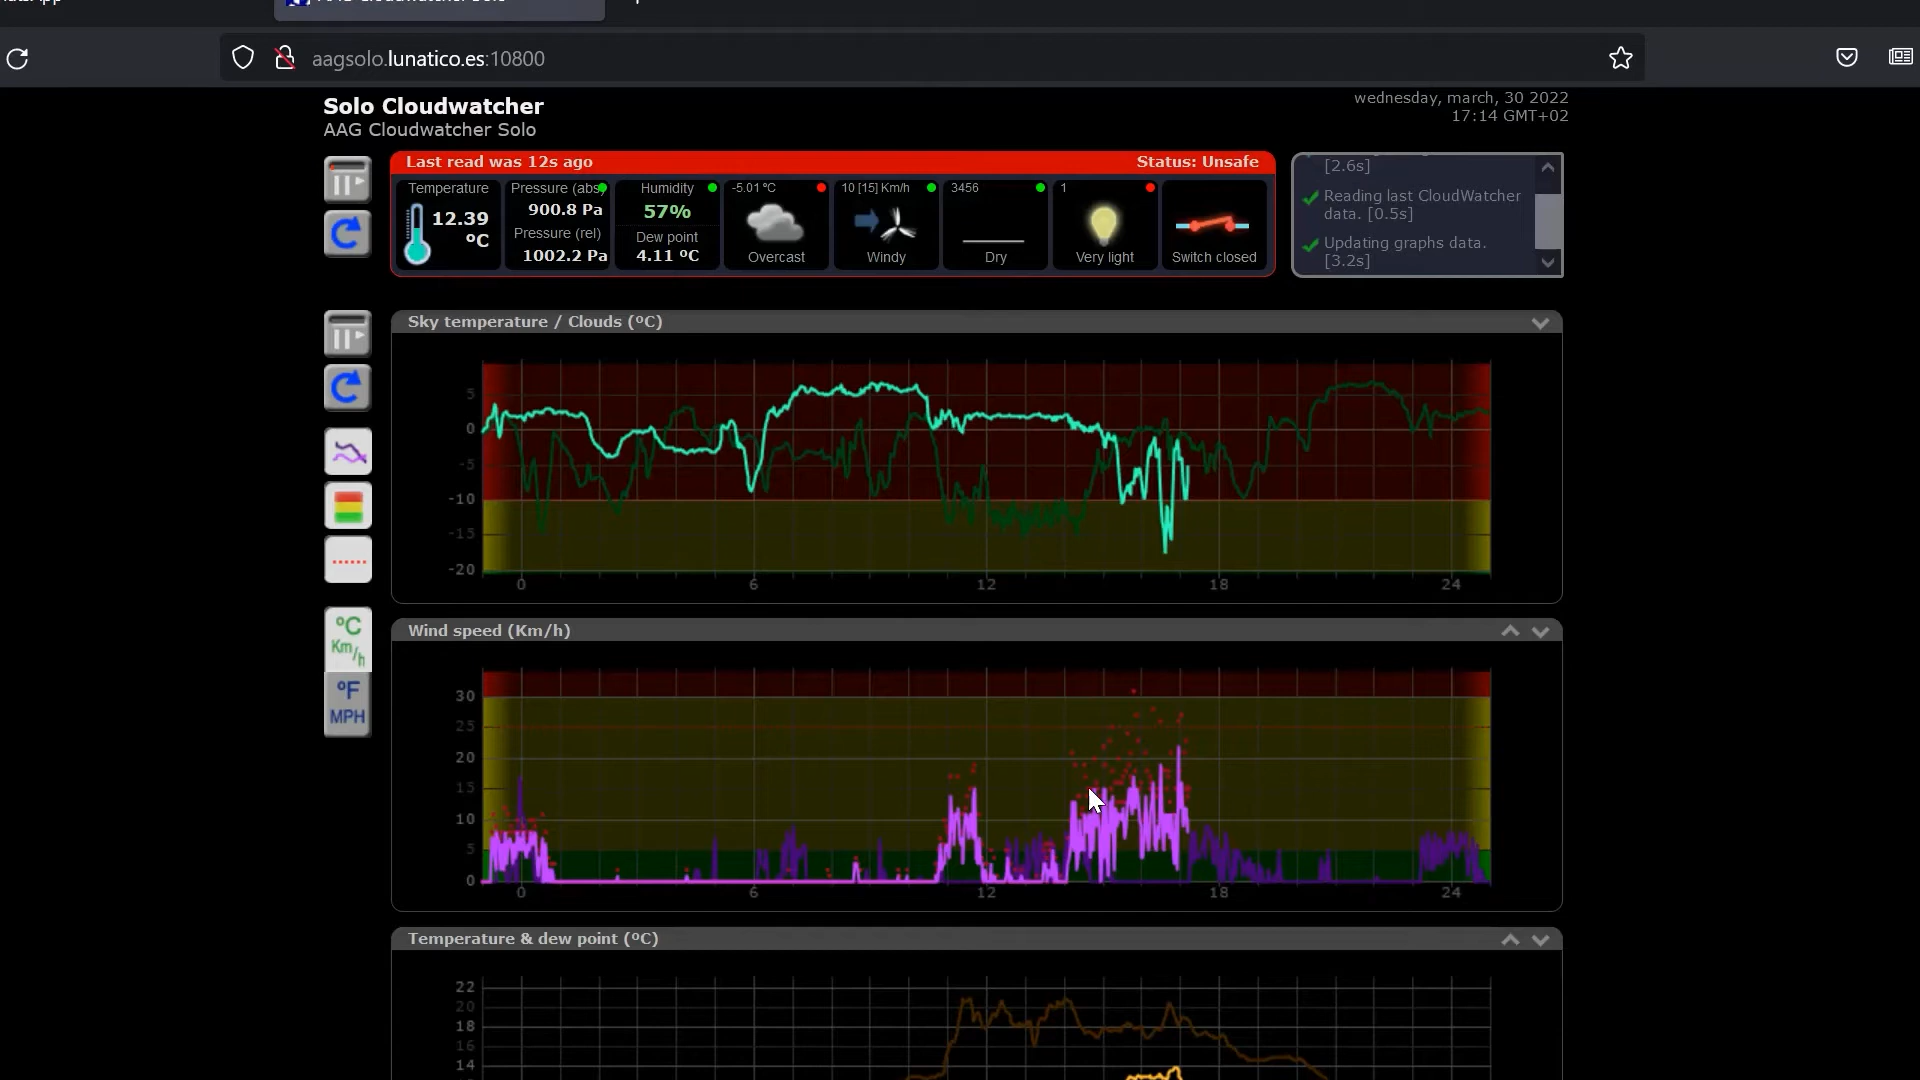 aagsolo.lunatico.es:10800
Solo Cloudwatcher
AAG Cloudwatcher Solo
wednesday, march, 30 2022
17:14 GMT+02
Last read was 12s ago
Status: Unsafe
Temperature
12.39
ºC
Pressure (abs)
900.8 Pa
Pressure (rel)
1002.2 Pa
Humidity
57%
Dew point
4.11 ºC
-5.01 ºC
Overcast
10 [15] Km/h
Windy
3456
Dry
1
Very light
Switch closed
[2.6s]
Reading last CloudWatcher
data. [0.5s]
Updating graphs data.
[3.2s]
Sky temperature / Clouds (ºC)
5
0
-5
-10
-15
-20
0 6 12 18 24
ºC
Km/h
ºF
MPH
Wind speed (Km/h)
30
25
20
15
10
5
0
0 6 12 18 24
Temperature & dew point (ºC)
22
20
18
16
14